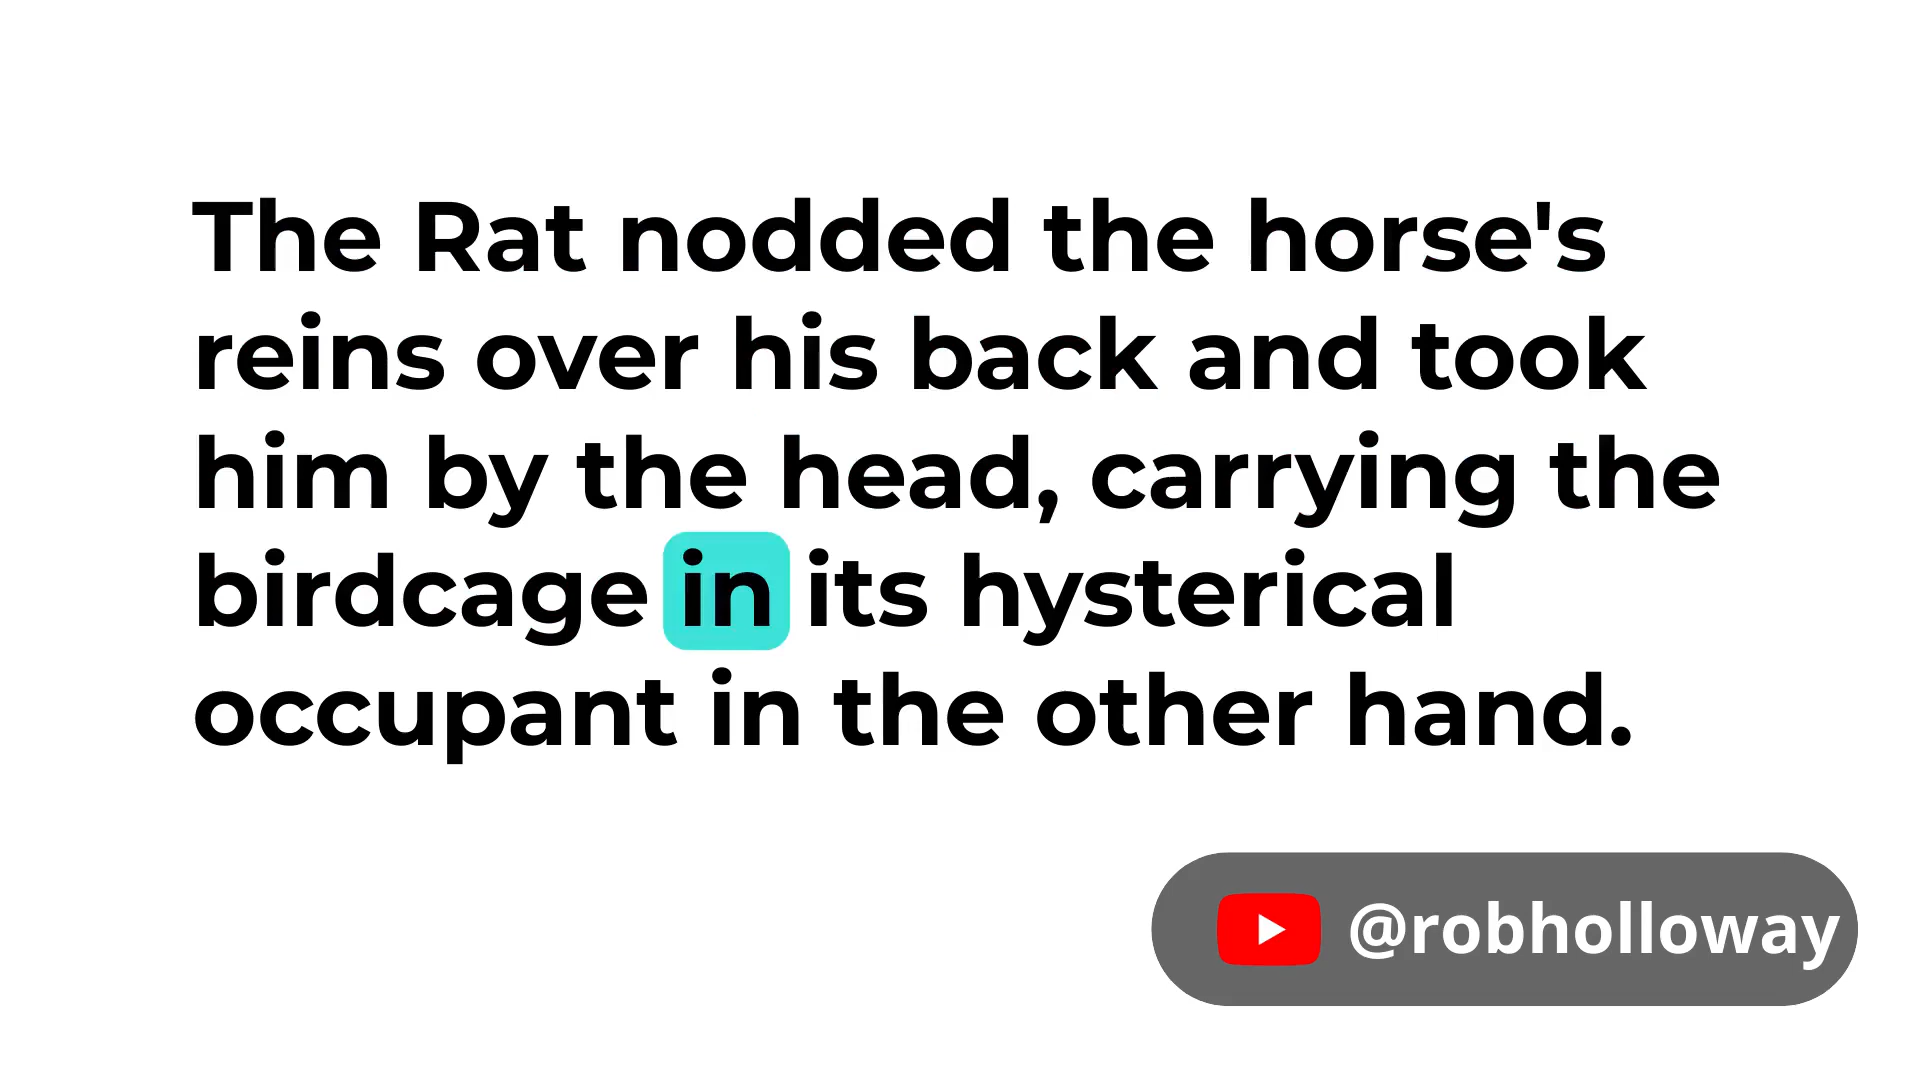 The Rat nodded the horse's
reins over his back and took
him by the head, carrying the
birdcage in its hysterical
occupant in the other hand.
@robholloway